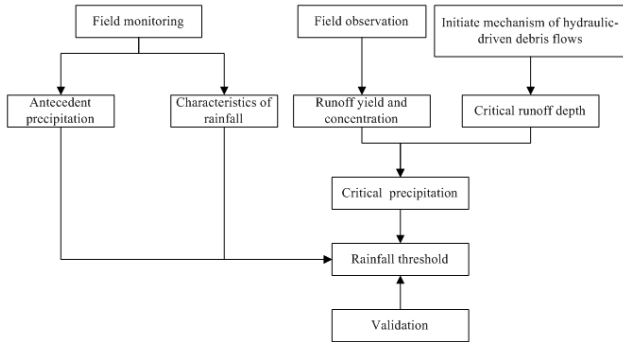 Field monitoring
Field observation
Initiate mechanism of hydraulic-
driven debris flows
Antecedent
precipitation
Characteristics of
rainfall
Runoff yield and
concentration
Critical runoff depth
Critical precipitation
Rainfall threshold
Validation